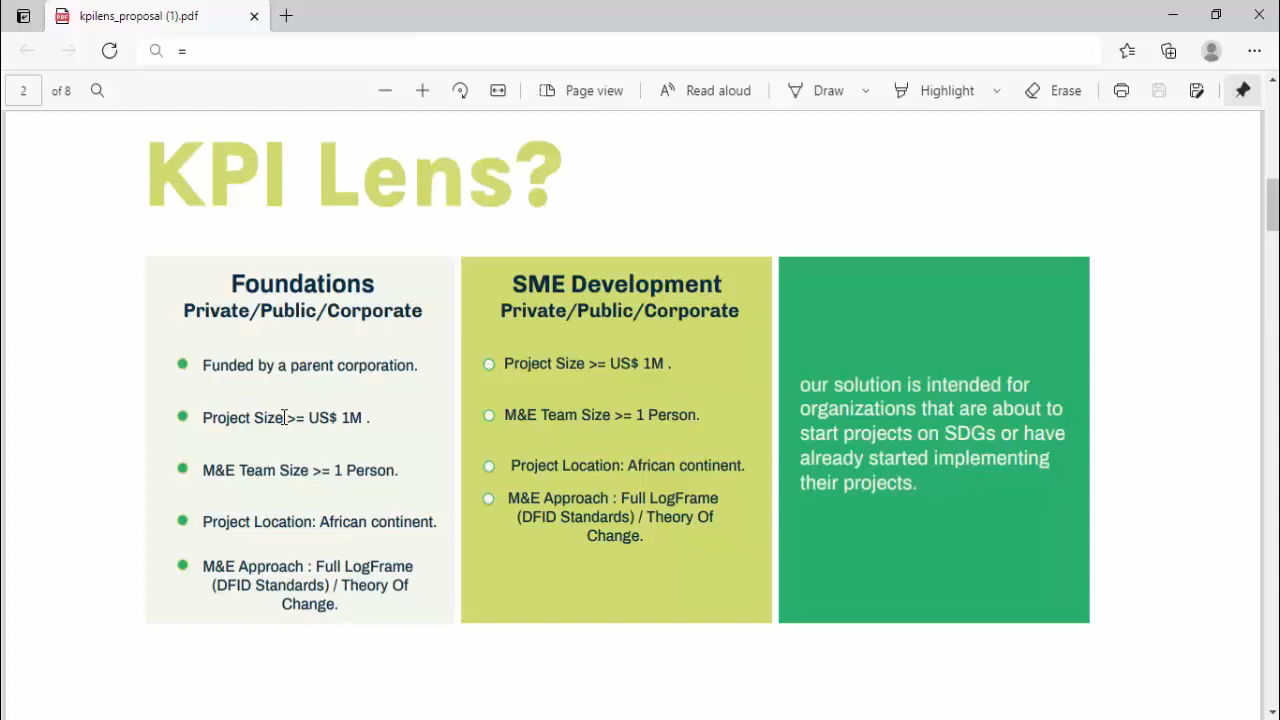 kpilens_proposal (1).pdf
=
2 of 8
Page view
Read aloud
Draw
Highlight
Erase
KPI Lens?
Foundations
Private/Public/Corporate
Funded by a parent corporation.
Project Size >= US$ 1M .
M&E Team Size >= 1 Person.
Project Location: African continent.
M&E Approach : Full LogFrame
(DFID Standards) / Theory Of
Change.
SME Development
Private/Public/Corporate
Project Size >= US$ 1M .
M&E Team Size >= 1 Person.
Project Location: African continent.
M&E Approach : Full LogFrame
(DFID Standards) / Theory Of
Change.
our solution is intended for
organizations that are about to
start projects on SDGs or have
already started implementing
their projects.